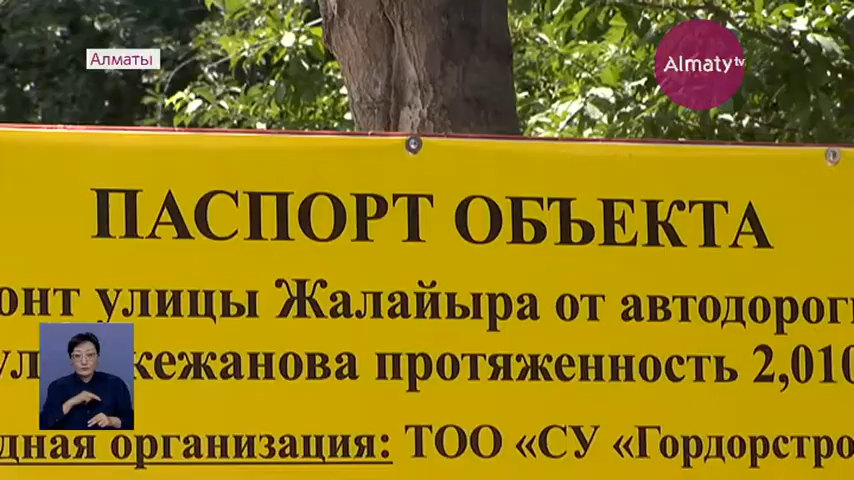 Алматы
Almaty tv
ПАСПОРТ ОБЪЕКТА
онт улицы Жалайыра от автодороги
ул кежанова протяженность 2,010
дная организация: ТОО «СУ «Гордорстро